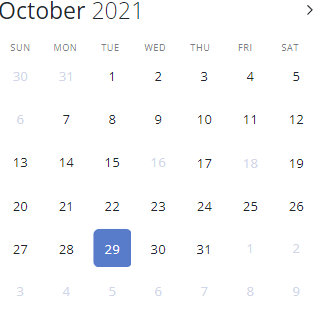 October 2021
SUN MON TUE WED THU FRI SAT
30 31 1 2 3 4 5
6 7 8 9 10 11 12
13 14 15 16 17 18 19
20 21 22 23 24 25 26
27 28 29 30 31 1 2
3 4 5 6 7 8 9